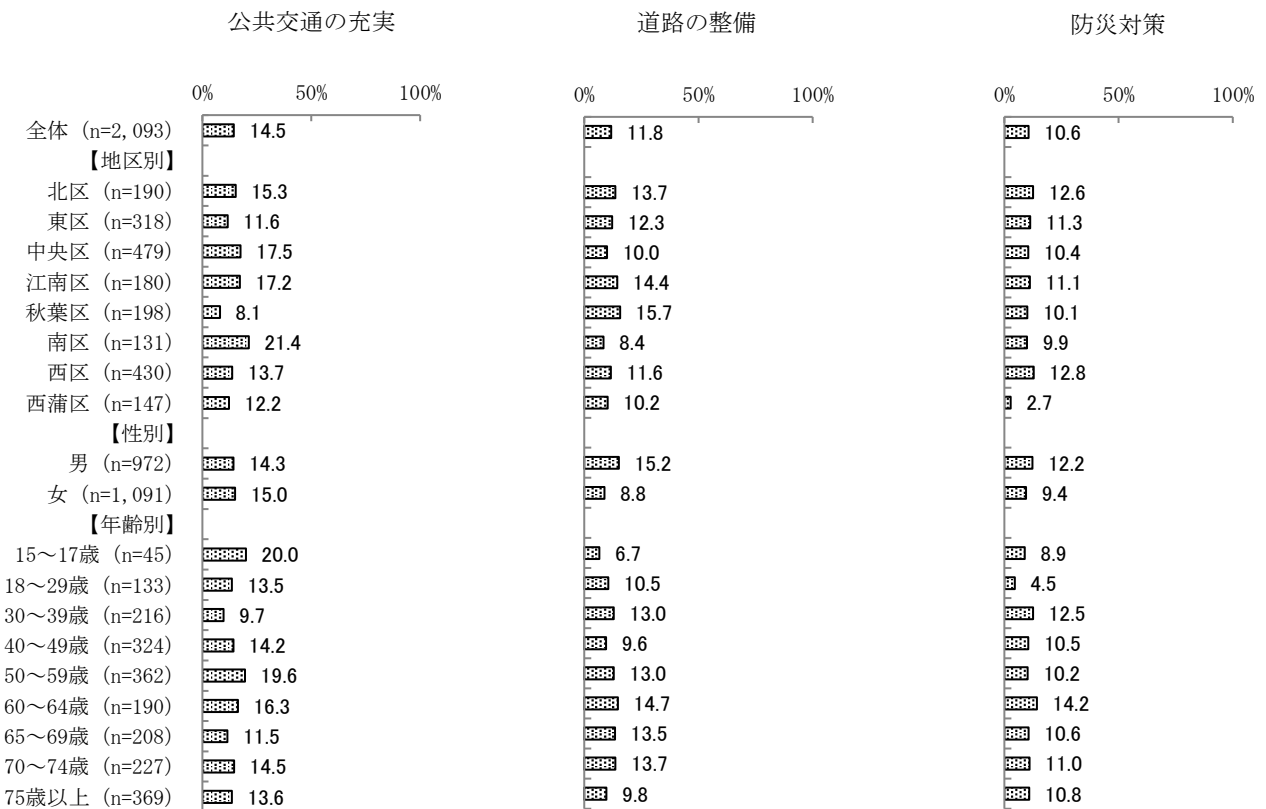 公共交通の充実 道路の整備 防災対策
0% 50% 100% 0% 50% 100% 0% 50% 100%
全体 (n=2,093) 14.5 11.8 10.6
【地区別】
北区 (n=190) 15.3 13.7 12.6
東区 (n=318) 11.6 12.3 11.3
中央区 (n=479) 17.5 10.0 10.4
江南区 (n=180) 17.2 14.4 11.1
秋葉区 (n=198) 8.1 15.7 10.1
南区 (n=131) 21.4 8.4 9.9
西区 (n=430) 13.7 11.6 12.8
西蒲区 (n=147) 12.2 10.2 2.7
【性別】
男 (n=972) 14.3 15.2 12.2
女 (n=1,091) 15.0 8.8 9.4
【年齢別】
15～17歳 (n=45) 20.0 6.7 8.9
18～29歳 (n=133) 13.5 10.5 4.5
30～39歳 (n=216) 9.7 13.0 12.5
40～49歳 (n=324) 14.2 9.6 10.5
50～59歳 (n=362) 19.6 13.0 10.2
60～64歳 (n=190) 16.3 14.7 14.2
65～69歳 (n=208) 11.5 13.5 10.6
70～74歳 (n=227) 14.5 13.7 11.0
75歳以上 (n=369) 13.6 9.8 10.8